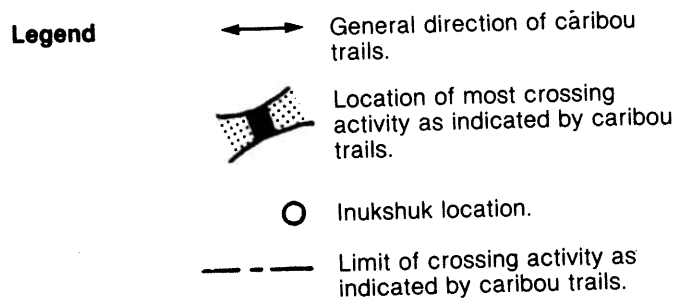 Legend
General direction of caribou
trails.
Location of most crossing
activity as indicated by caribou
trails.
Inukshuk location.
Limit of crossing activity as
indicated by caribou trails.